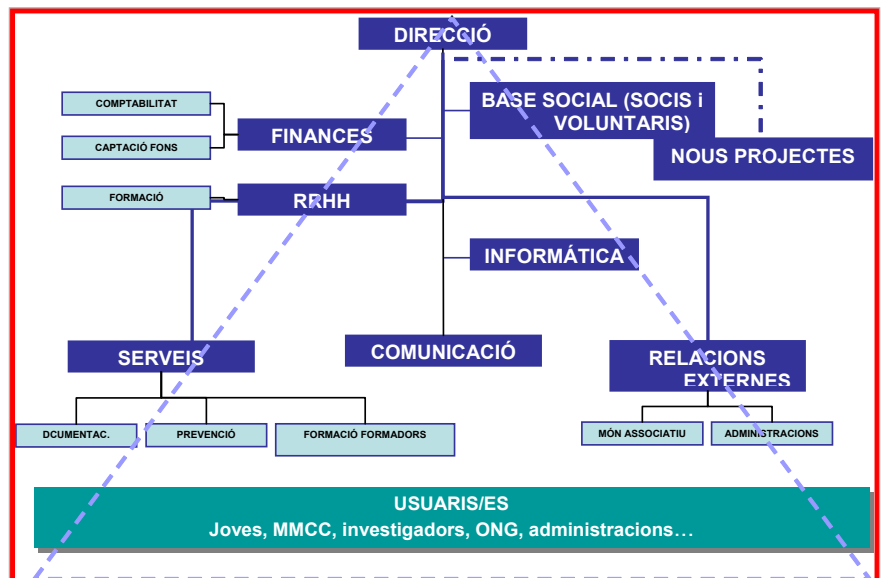 DIRECCIÓ
COMPTABILITAT
BASE SOCIAL (SOCIS i
VOLUNTARIS)
FINANCES
CAPTACIÓ FONS
NOUS PROJECTES
FORMACIÓ
RRHH
INFORMÁTICA
SERVEIS
COMUNICACIÓ
RELACIONS
EXTERNES
DCUMENTAC.
PREVENCIÓ
FORMACIÓ FORMADORS
MÓN ASSOCIATIU
ADMINISTRACIONS
USUARIS/ES
Joves, MMCC, investigadors, ONG, administracions…